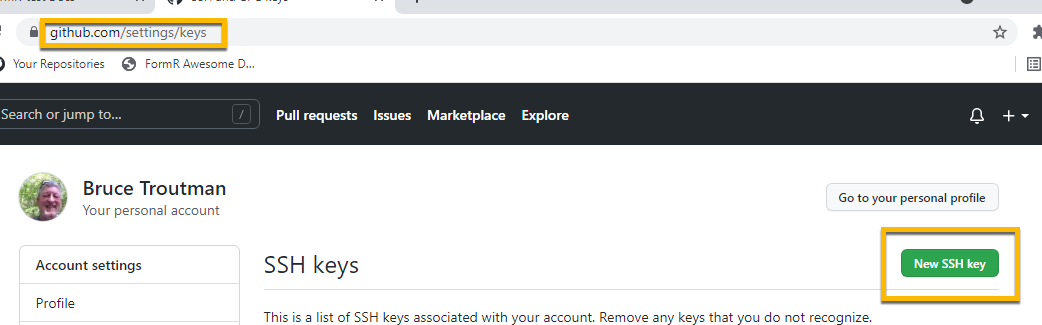 github.com/settings/keys
Your Repositories
FormR Awesome D...
Search or jump to...
/
Pull requests
Issues
Marketplace
Explore
Bruce Troutman
Your personal account
Go to your personal profile
Account settings
Profile
SSH keys
New SSH key
This is a list of SSH keys associated with your account. Remove any keys that you do not recognize.